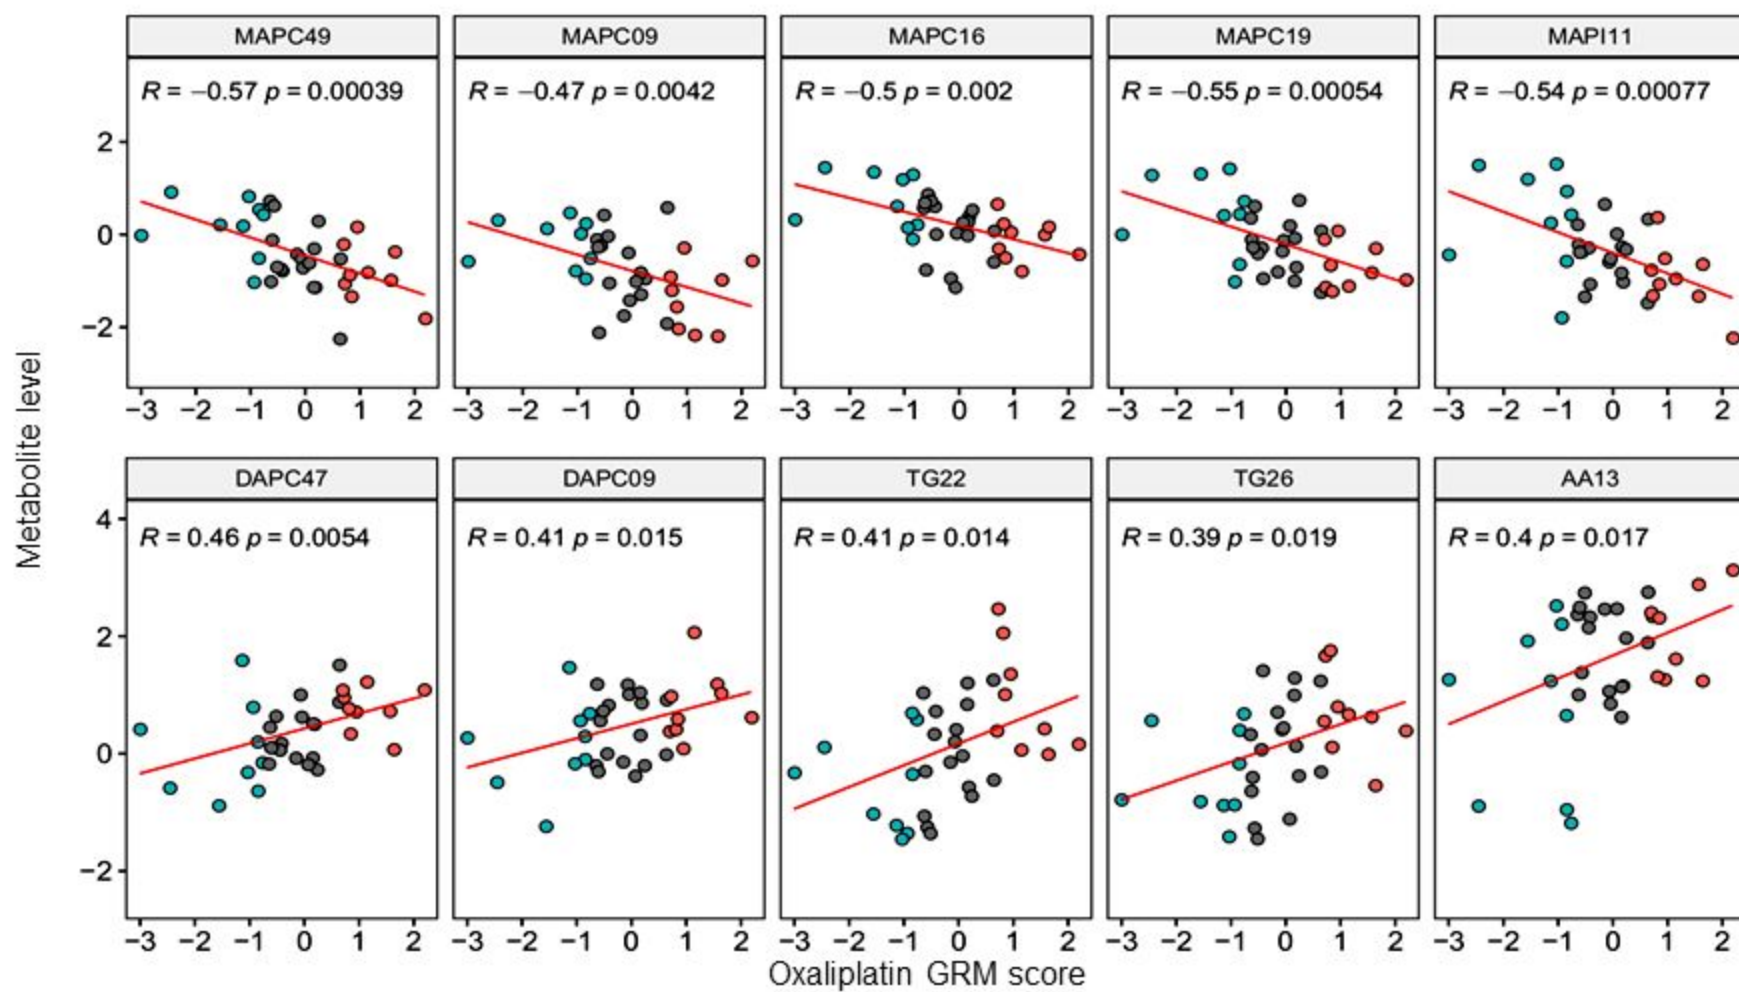 MAPC49 MAPC09 MAPC16 MAPC19 MAPI11
R = −0.57 p = 0.00039 R = −0.47 p = 0.0042 R = −0.5 p = 0.002 R = −0.55 p = 0.00054 R = −0.54 p = 0.00077
2
0
−2
−3 −2 −1 0 1 2 −3 −2 −1 0 1 2 −3 −2 −1 0 1 2 −3 −2 −1 0 1 2 −3 −2 −1 0 1 2
Metabolite level
DAPC47 DAPC09 TG22 TG26 AA13
4
R = 0.46 p = 0.0054 R = 0.41 p = 0.015 R = 0.41 p = 0.014 R = 0.39 p = 0.019 R = 0.4 p = 0.017
2
0
−2
−3 −2 −1 0 1 2 −3 −2 −1 0 1 2 −3 −2 −1 0 1 2 −3 −2 −1 0 1 2 −3 −2 −1 0 1 2
Oxaliplatin GRM score